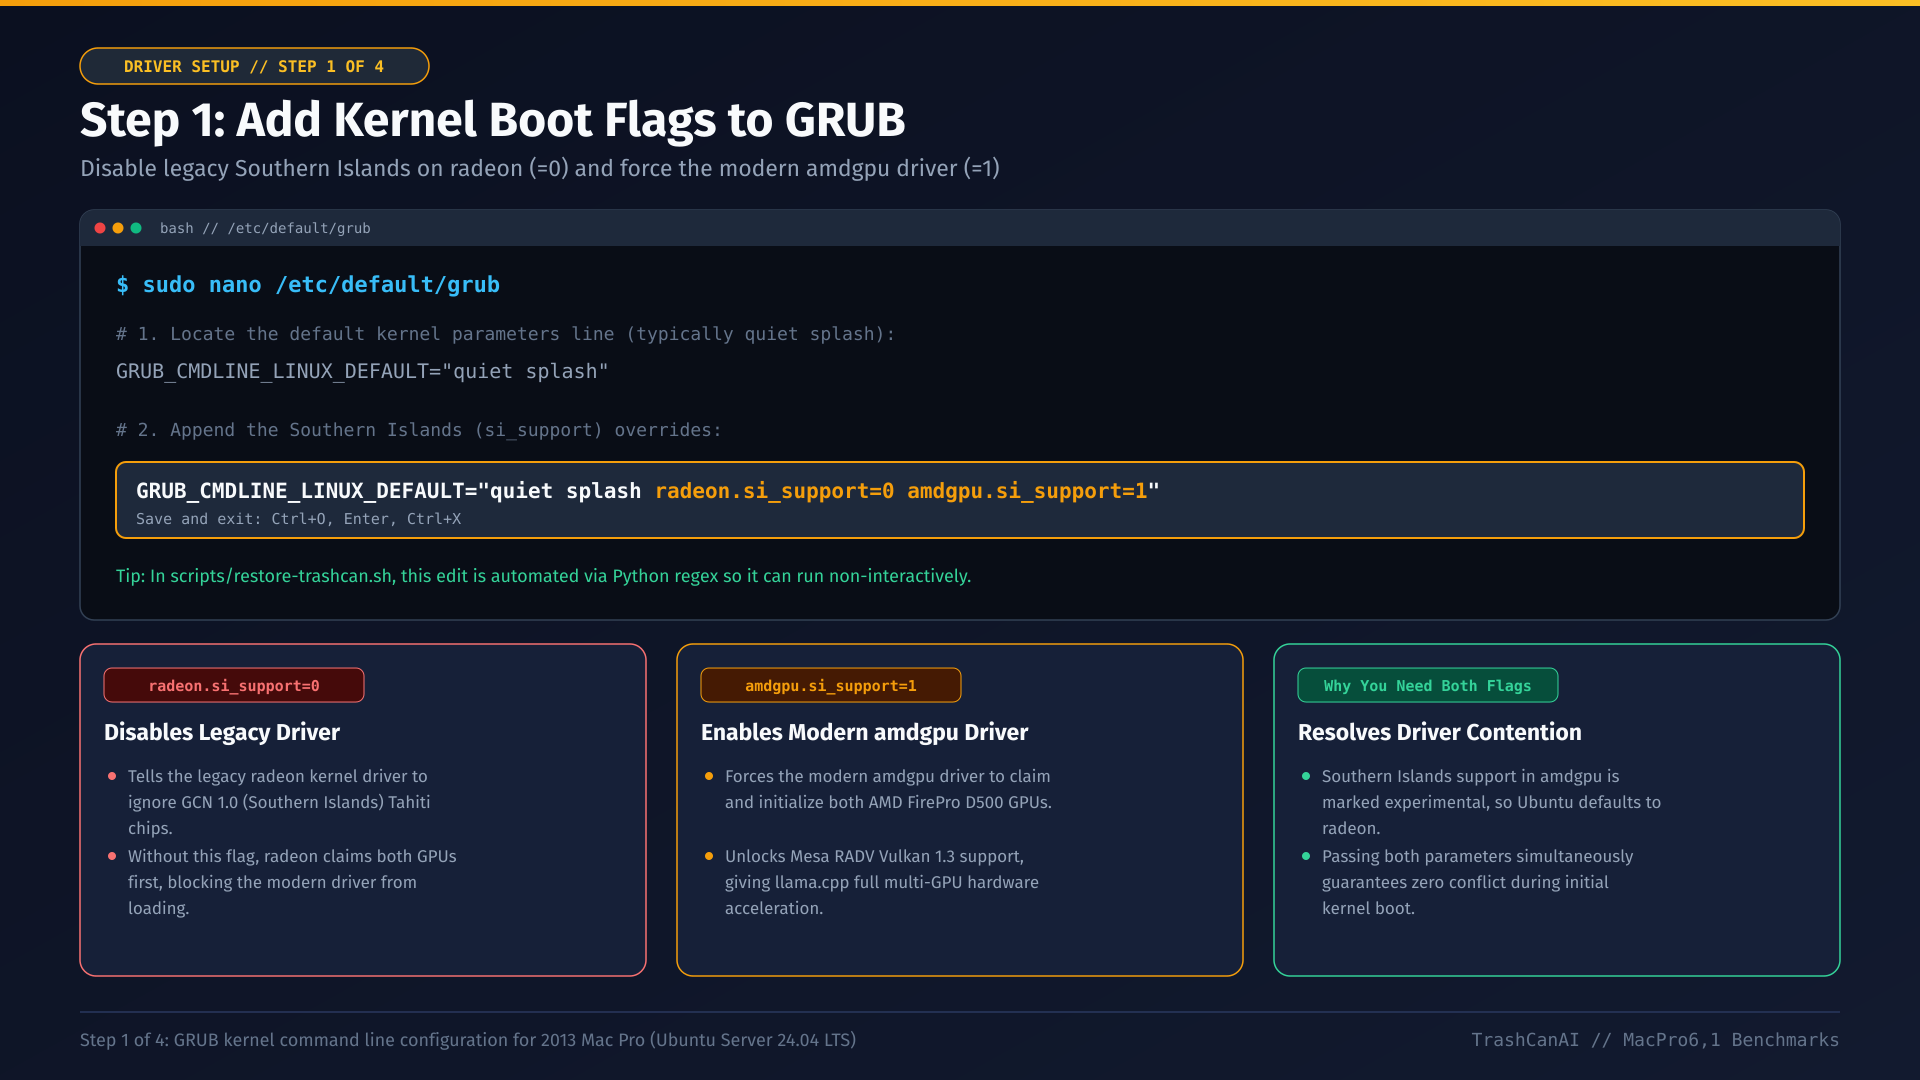 DRIVER SETUP // STEP 1 OF 4
Step 1: Add Kernel Boot Flags to GRUB
Disable legacy Southern Islands on radeon (=0) and force the modern amdgpu driver (=1)
bash // /etc/default/grub
$ sudo nano /etc/default/grub
# 1. Locate the default kernel parameters line (typically quiet splash):
GRUB_CMDLINE_LINUX_DEFAULT="quiet splash"
# 2. Append the Southern Islands (si_support) overrides:
GRUB_CMDLINE_LINUX_DEFAULT="quiet splash radeon.si_support=0 amdgpu.si_support=1"
Save and exit: Ctrl+O, Enter, Ctrl+X
Tip: In scripts/restore-trashcan.sh, this edit is automated via Python regex so it can run non-interactively.
radeon.si_support=0
Disables Legacy Driver
Tells the legacy radeon kernel driver to
ignore GCN 1.0 (Southern Islands) Tahiti
chips.
Without this flag, radeon claims both GPUs
first, blocking the modern driver from
loading.
amdgpu.si_support=1
Enables Modern amdgpu Driver
Forces the modern amdgpu driver to claim
and initialize both AMD FirePro D500 GPUs.
Unlocks Mesa RADV Vulkan 1.3 support,
giving llama.cpp full multi-GPU hardware
acceleration.
Why You Need Both Flags
Resolves Driver Contention
Southern Islands support in amdgpu is
marked experimental, so Ubuntu defaults to
radeon.
Passing both parameters simultaneously
guarantees zero conflict during initial
kernel boot.
Step 1 of 4: GRUB kernel command line configuration for 2013 Mac Pro (Ubuntu Server 24.04 LTS)
TrashCanAI // MacPro6,1 Benchmarks